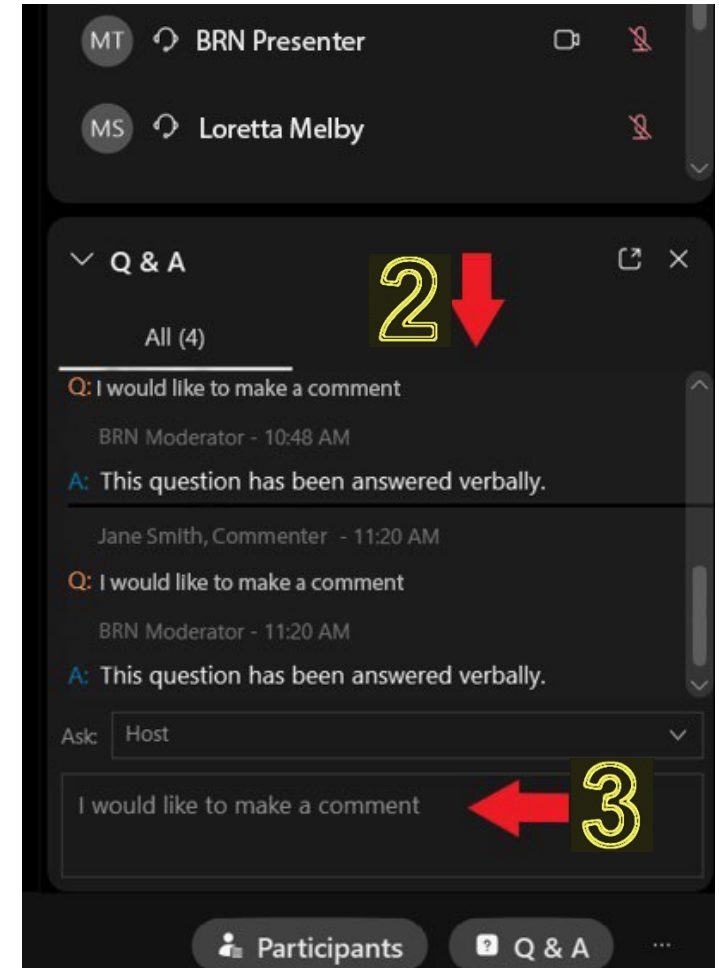 MT BRN Presenter
MS Loretta Melby
Q & A
2
All (4)
Q: I would like to make a comment
BRN Moderator - 10:48 AM
A: This question has been answered verbally.
Jane Smith, Commenter - 11:20 AM
Q: I would like to make a comment
BRN Moderator - 11:20 AM
A: This question has been answered verbally.
Ask: Host
I would like to make a comment
3
Participants ? Q & A ...